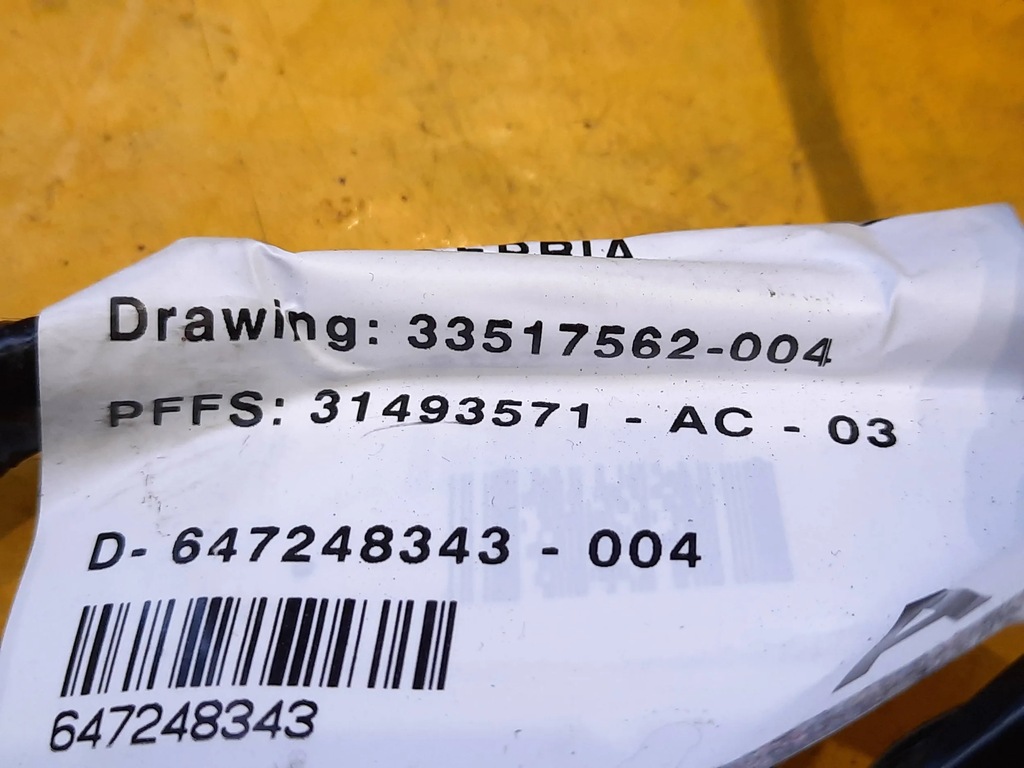 Drawing: 33517562-004
PFFS: 31493571 - AC - 03
D- 647248343 - 004
647248343